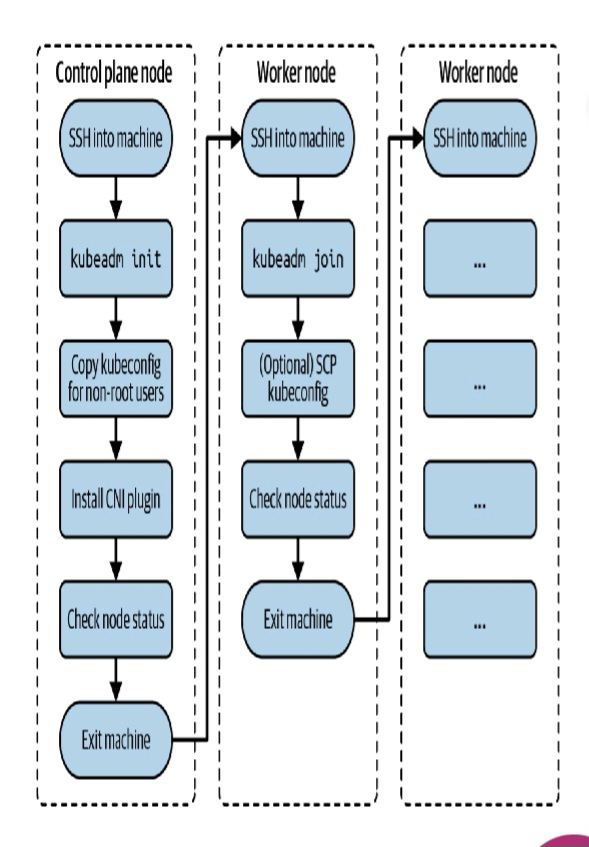 Control plane node
SSH into machine
kubeadm init
Copy kubeconfig
for non-root users
Install CNI plugin
Check node status
Exit machine
Worker node
SSH into machine
kubeadm join
(Optional) SCP
kubeconfig
Check node status
Exit machine
Worker node
SSH into machine
...
...
...
...